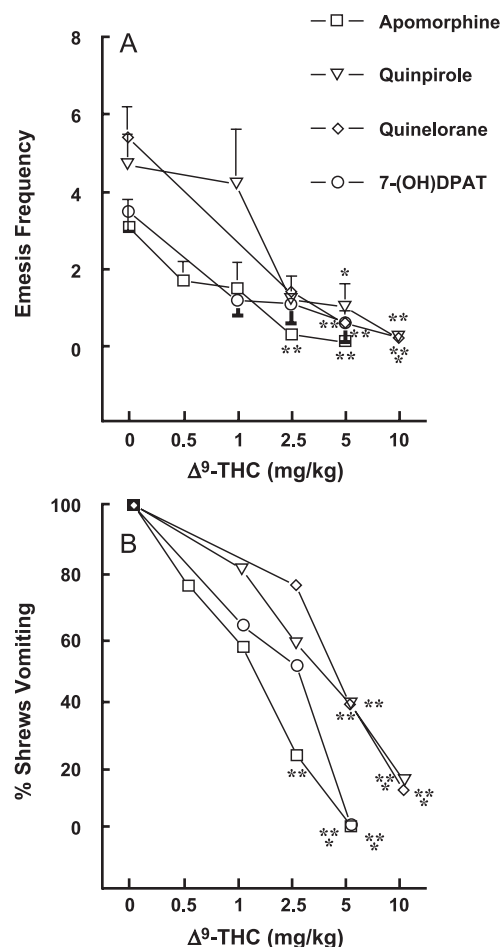 A
Apomorphine
Quinpirole
Quinelorane
7-(OH)DPAT
Emesis Frequency
8
6
4
2
0
*
**
**
**
**
**
**
*
0 0.5 1 2.5 5 10
Δ⁹-THC (mg/kg)
B
% Shrews Vomiting
100
80
60
40
20
0
**
**
**
**
*
**
*
**
*
**
*
0 0.5 1 2.5 5 10
Δ⁹-THC (mg/kg)